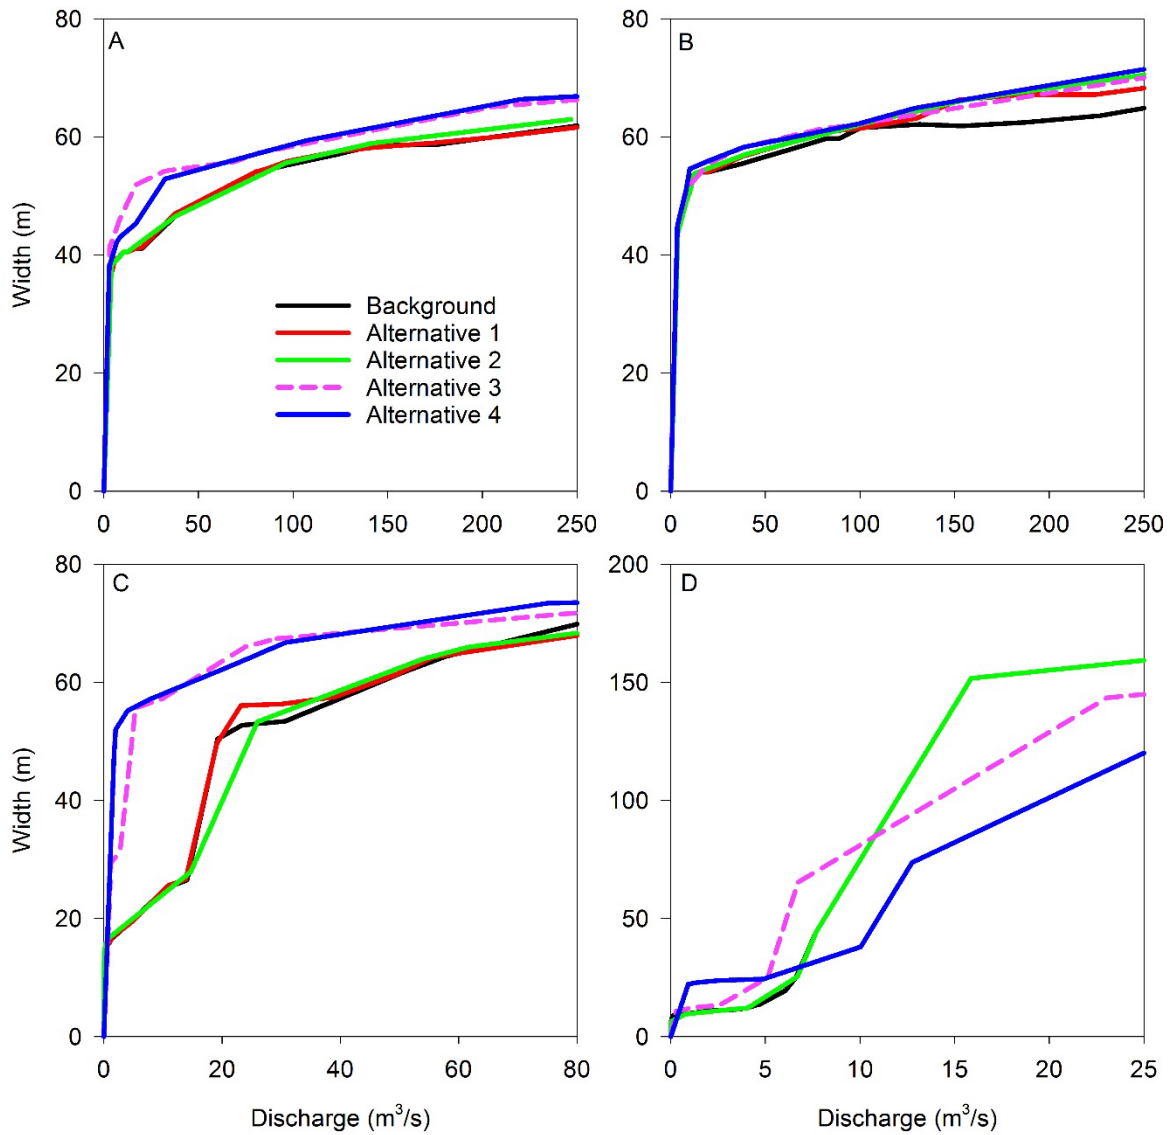 80
A
60
Width (m)
40
20
0
0 50 100 150 200 250
Background
Alternative 1
Alternative 2
Alternative 3
Alternative 4
80
B
60
40
20
0
0 50 100 150 200 250
80
C
60
Width (m)
40
20
0
0 20 40 60 80
Discharge (m³/s)
200
D
150
100
50
0
0 5 10 15 20 25
Discharge (m³/s)